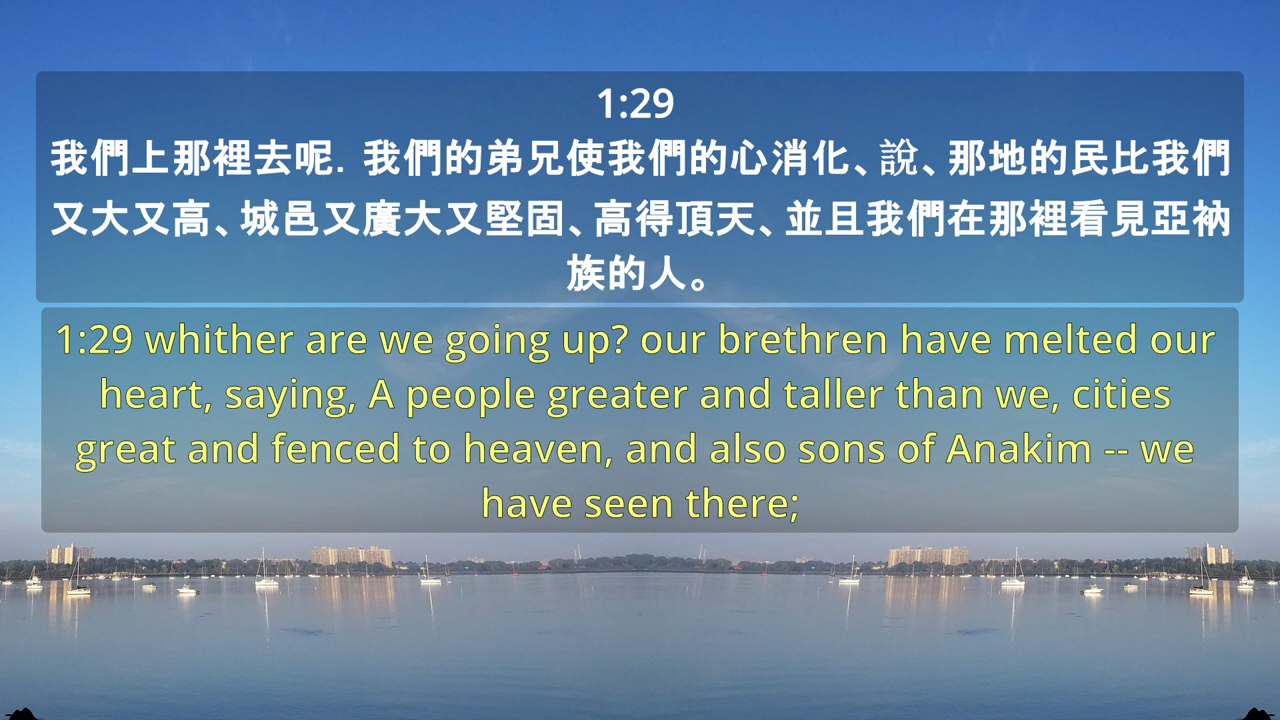 1:29
我們上那裡去呢. 我們的弟兄使我們的心消化、說、那地的民比我們
又大又高、城邑又廣大又堅固、高得頂天、並且我們在那裡看見亞衲
族的人。
1:29 whither are we going up? our brethren have melted our
heart, saying, A people greater and taller than we, cities
great and fenced to heaven, and also sons of Anakim -- we
have seen there;